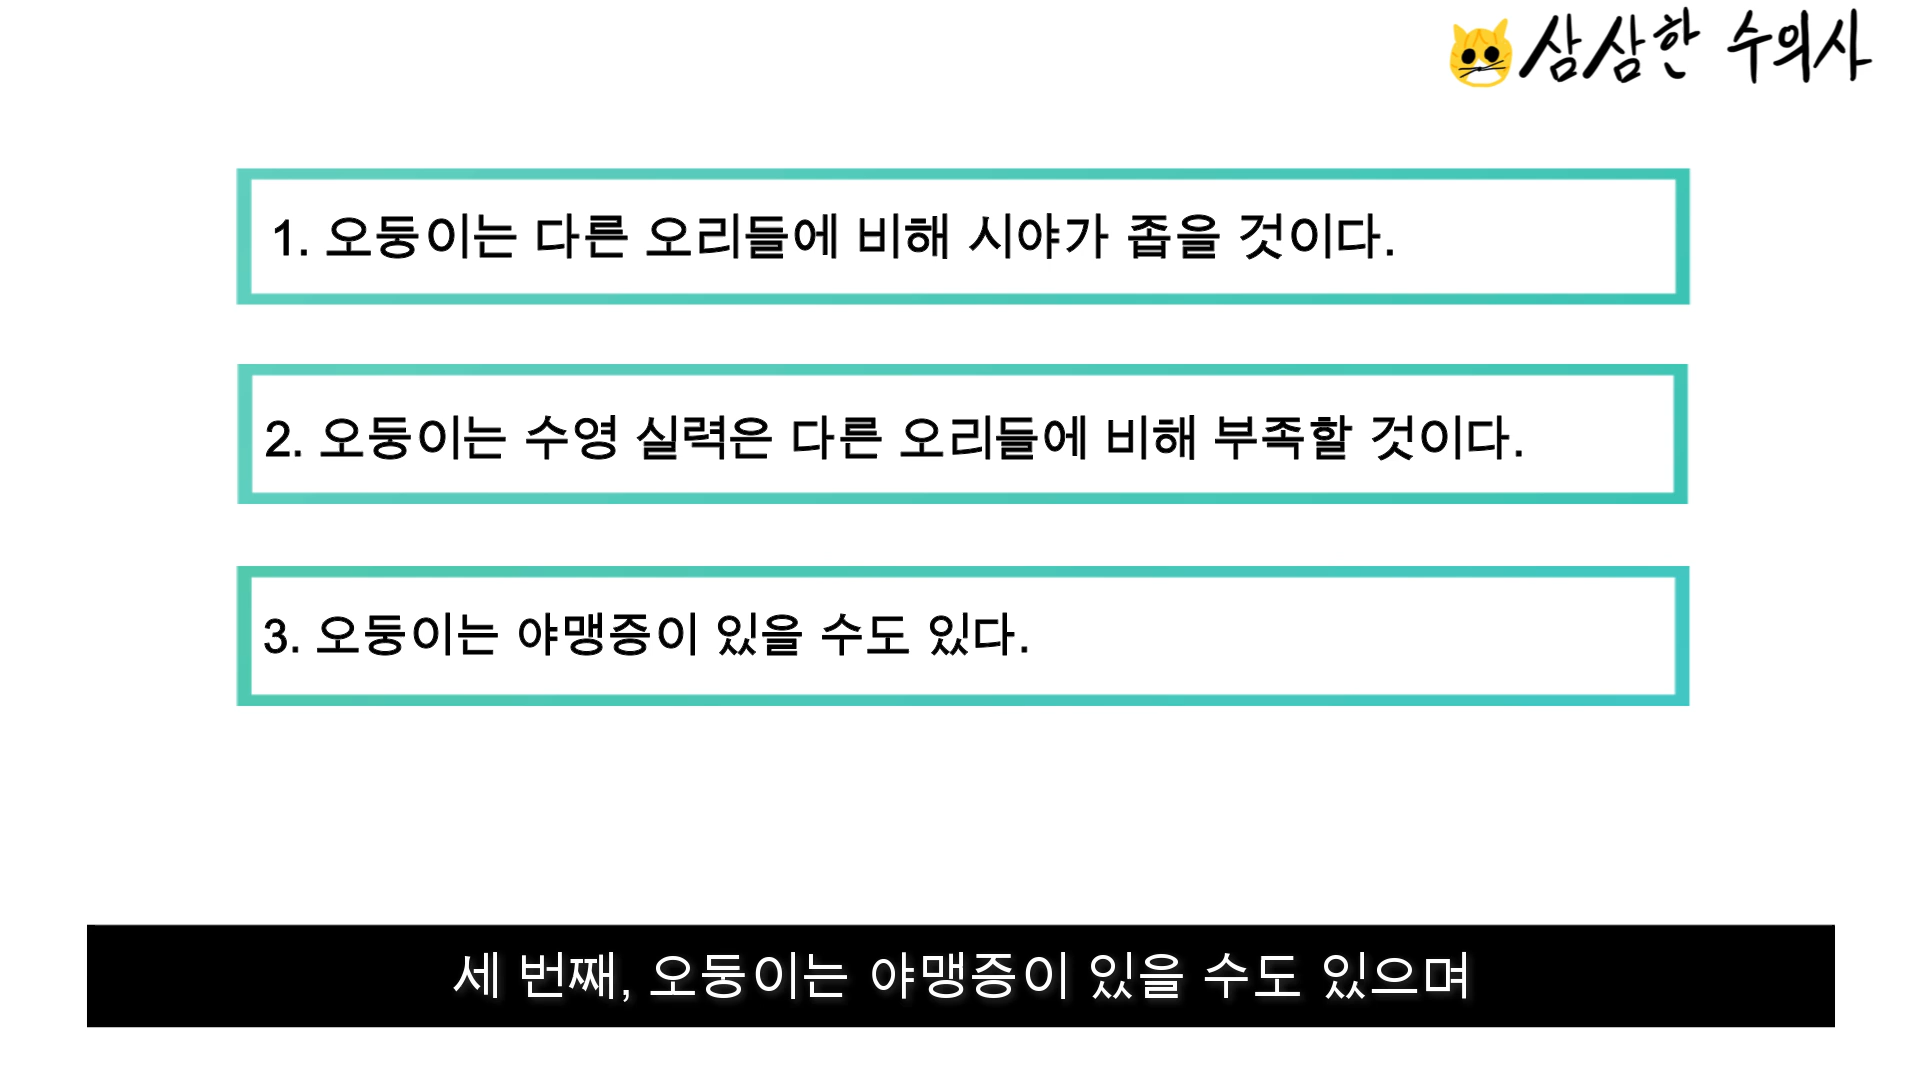 삼삼한 수의사
1. 오둥이는 다른 오리들에 비해 시야가 좁을 것이다.
2. 오둥이는 수영 실력은 다른 오리들에 비해 부족할 것이다.
3. 오둥이는 야맹증이 있을 수도 있다.
세 번째, 오둥이는 야맹증이 있을 수도 있으며